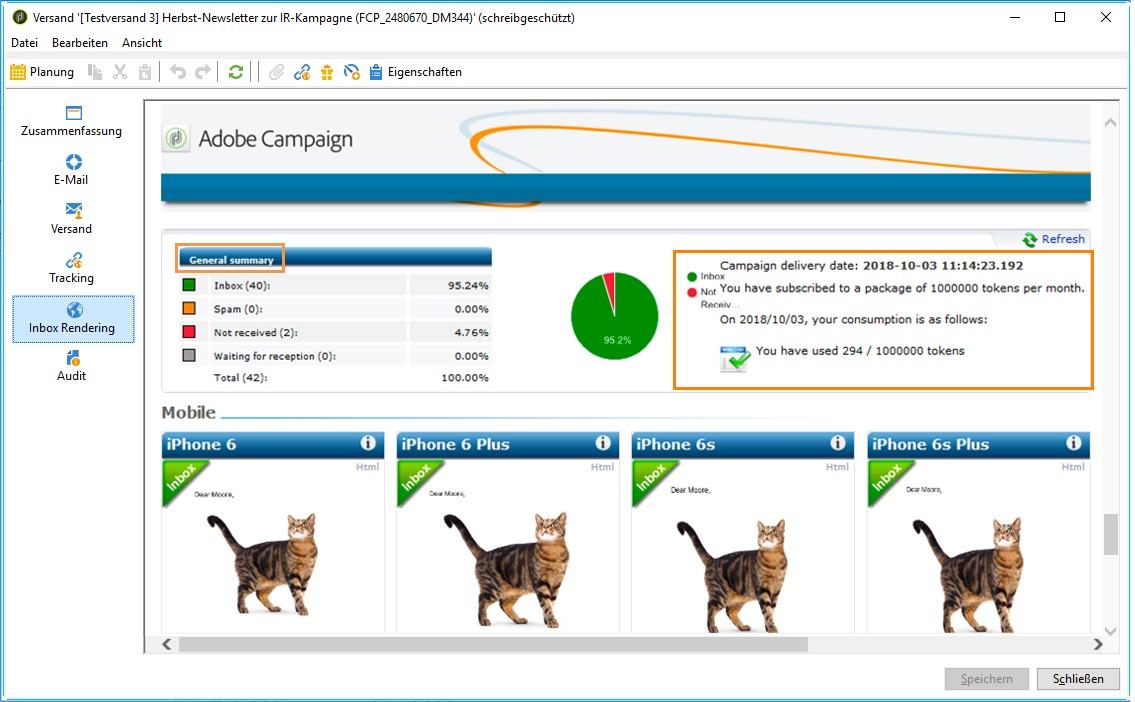 Versand '[Testversand 3] Herbst-Newsletter zur IR-Kampagne (FCP_2480670_DM344)' (schreibgeschützt)
Datei Bearbeiten Ansicht
Planung Eigenschaften
Zusammenfassung
E-Mail
Versand
Tracking
Inbox Rendering
Audit
Adobe Campaign
Refresh
General summary
Inbox (40): 95.24%
Spam (0): 0.00%
Not received (2): 4.76%
Waiting for reception (0): 0.00%
Total (42): 100.00%
95.2%
Inbox
Not
Receiv...
Campaign delivery date: 2018-10-03 11:14:23.192
You have subscribed to a package of 1000000 tokens per month.
On 2018/10/03, your consumption is as follows:
You have used 294 / 1000000 tokens
Mobile
iPhone 6
Html
Inbox
Dear Moore,
iPhone 6 Plus
Html
Inbox
Dear Moore,
iPhone 6s
Html
Inbox
Dear Moore,
iPhone 6s Plus
Html
Inbox
Dear Moore,
Speichern Schließen